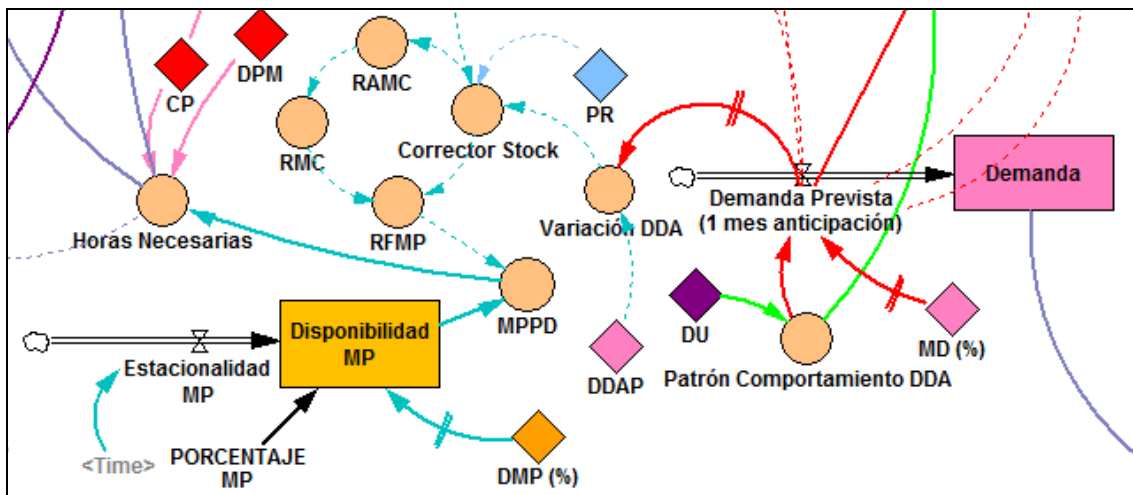 CP
DPM
RAMC
RMC
Corrector Stock
PR
Horas Necesarias
RFMP
Variación DDA
Demanda Prevista
(1 mes anticipación)
Demanda
MPPD
Disponibilidad
MP
Estacionalidad
MP
<Time>
PORCENTAJE
MP
DMP (%)
DDAP
DU
Patrón Comportamiento DDA
MD (%)